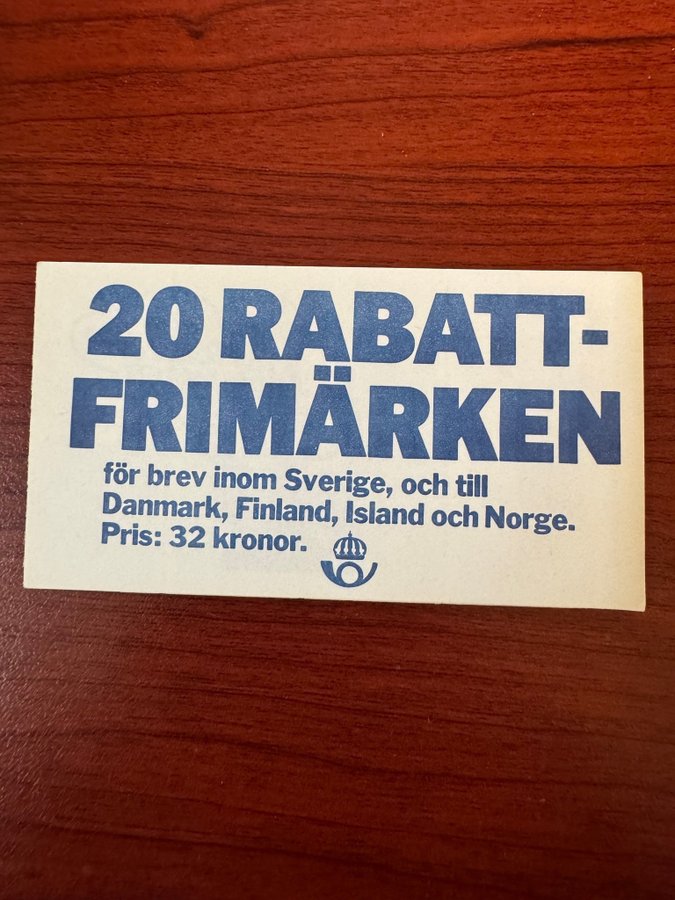 20 RABATT-
FRIMÄRKEN
för brev inom Sverige, och till
Danmark, Finland, Island och Norge.
Pris: 32 kronor.